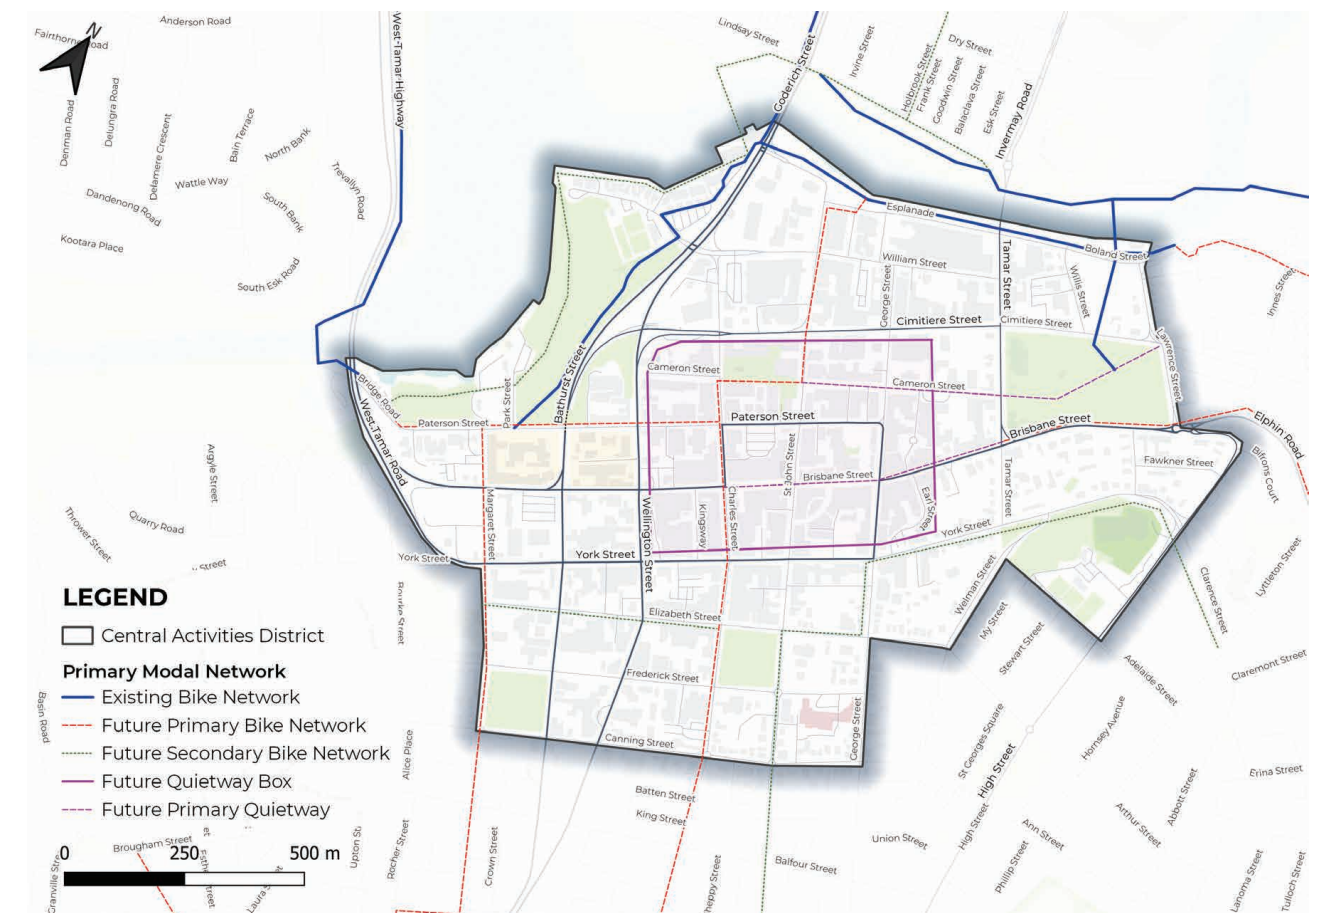 N
Fairthorne Road
Anderson Road
Denman Road
Delungra Road
Delamere Crescent
Bain Terrace
North Bank
Wattle Way
Dandenong Road
South Bank
Trevallyn Road
Kootara Place
South Esk Road
West Tamar Highway
Lindsay Street
Goderich Street
Irvine Street
Holbrook Street
Frank Street
Dry Street
Goodwin Street
Balaclava Street
Esk Street
Invermay Road
Esplanade
Boland Street
William Street
George Street
Tamar Street
Willis Street
Innes Street
Cimitiere Street
Cimitiere Street
Lawrence Street
Cameron Street
Cameron Street
Bathurst Street
Park Street
Bridge Road
West Tamar Road
Paterson Street
Paterson Street
Brisbane Street
Brisbane Street
St John Street
Elphin Road
Fawkner Street
Bifrons Court
Argyle Street
Quarry Road
Thrower Street
Street
Margaret Street
Wellington Street
Kingsway
Charles Street
Earl Street
Tamar Street
York Street
York Street
York Street
Welman Street
My Street
Stewart Street
Clarence Street
Lyttleton Street
Adelaide Street
Claremont Street
Bourke Street
Elizabeth Street
Frederick Street
Canning Street
George Street
St Georges Square
High Street
Hornsey Avenue
Erina Street
Abbott Street
Arthur Street
Ann Street
High Street
Phillip Street
Union Street
Balfour Street
Batten Street
King Street
Crown Street
Rocher Street
Alice Place
Basin Road
Lanoma Street
Tulloch Street
LEGEND
Central Activities District
Primary Modal Network
Existing Bike Network
Future Primary Bike Network
Future Secondary Bike Network
Future Quietway Box
Future Primary Quietway
Brougham Street
0 250 500 m